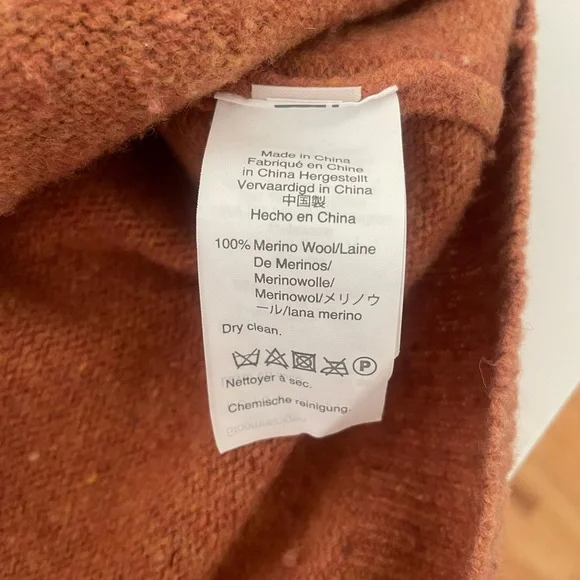 Made in China
Fabriqué en Chine
in China Hergestellt
Vervaardigd in China
中国製
Hecho en China
100% Merino Wool/Laine
De Merinos/
Merinowolle/
Merinowol/メリノウ
ール/lana merino
Dry clean.
P
Nettoyer à sec.
Chemische reinigung.